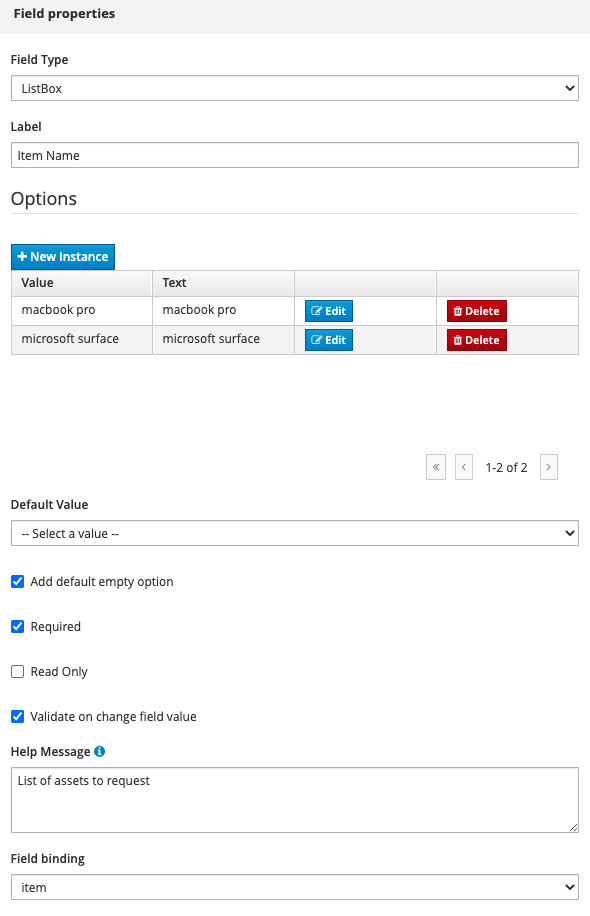 Field properties
Field Type
ListBox
Label
Item Name
Options
+ New Instance
Value Text
macbook pro macbook pro Edit Delete
microsoft surface microsoft surface Edit Delete
« ‹ 1-2 of 2 ›
Default Value
-- Select a value --
Add default empty option
Required
Read Only
Validate on change field value
Help Message
List of assets to request
Field binding
item